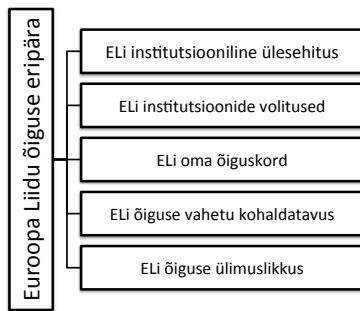 Euroopa Liidu õiguse eripära
ELi institutsiooniline ülesehitus
ELi institutsioonide volitused
ELi oma õiguskord
ELi õiguse vahetu kohaldatavus
ELi õiguse ülimuslikkus